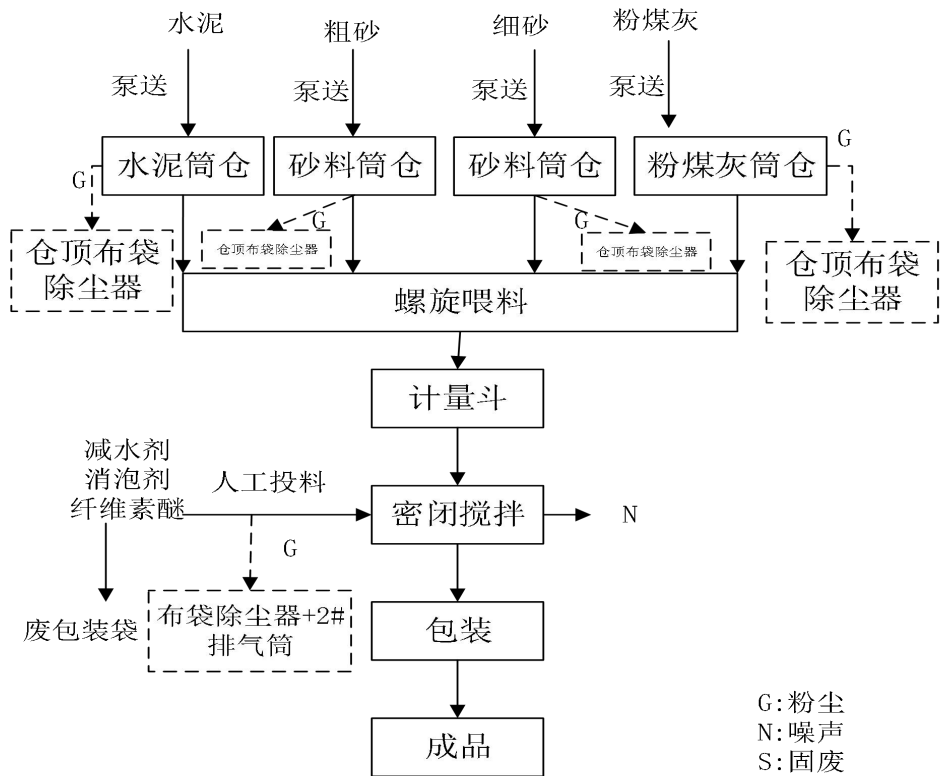 水泥
粗砂
细砂
粉煤灰
泵送
泵送
泵送
泵送
G
水泥筒仓
砂料筒仓
砂料筒仓
粉煤灰筒仓
G
G
G
仓顶布袋
除尘器
仓顶布袋除尘器
仓顶布袋除尘器
仓顶布袋
除尘器
螺旋喂料
计量斗
减水剂
消泡剂
纤维素醚
人工投料
密闭搅拌
N
G
废包装袋
布袋除尘器+2#
排气筒
包装
成品
G:粉尘
N:噪声
S:固废